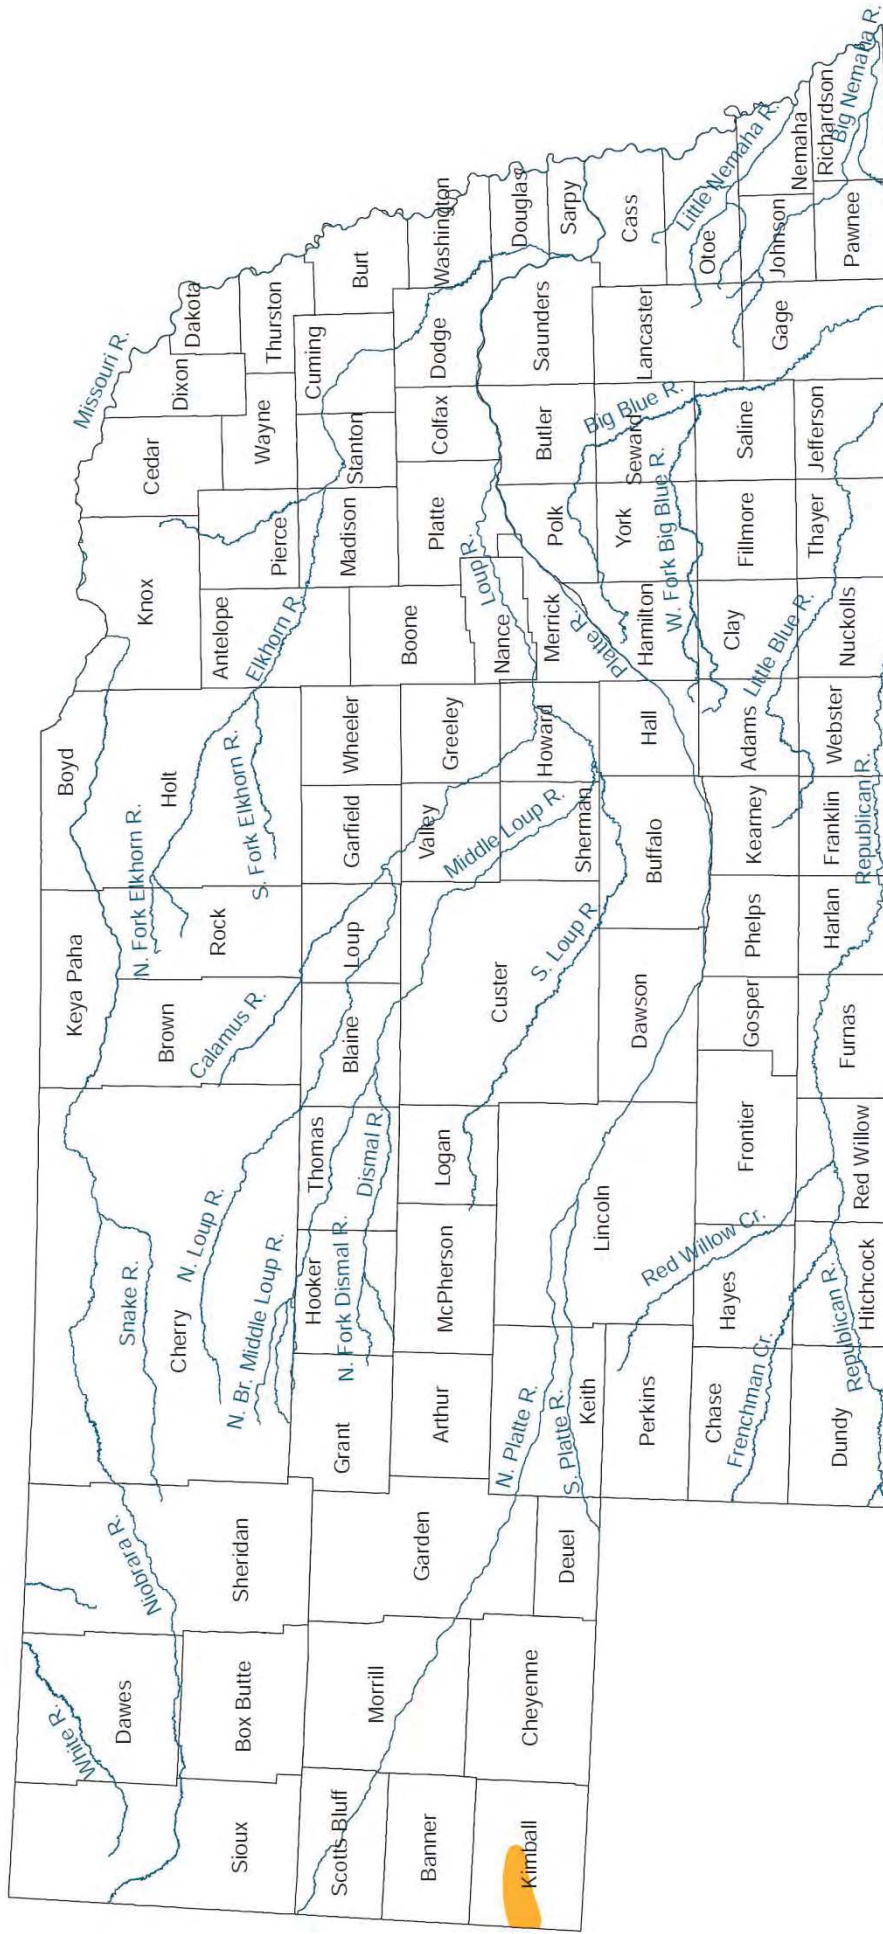 Missouri R.
Boyd
Keya Paha
Knox
Cedar
Dixon
Dakota
White R.
Dawes
Niobrara R.
Snake R.
Cherry
Brown
Rock
Holt
N. Fork Elkhorn R.
S. Fork Elkhorn R.
Antelope
Elkhorn R.
Pierce
Wayne
Thurston
Sioux
Box Butte
Sheridan
N. Loup R.
Calamus R.
N. Br. Middle Loup R.
Scotts Bluff
Morrill
Grant
Hooker
Thomas
Blaine
Loup
Garfield
Wheeler
Madison
Stanton
Cuming
Burt
N. Fork Dismal R.
Dismal R.
Banner
Garden
Arthur
McPherson
Logan
Custer
Valley
Greeley
Boone
Platte
Colfax
Dodge
Washington
Middle Loup R.
Loup R.
Nance
Kimball
Cheyenne
Deuel
N. Platte R.
S. Platte R.
Keith
Lincoln
S. Loup R
Sherman
Howard
Merrick
Polk
Butler
Saunders
Douglas
Sarpy
Platte R.
Perkins
Dawson
Buffalo
Hall
Hamilton
York
Seward
Big Blue R.
Lancaster
Cass
W. Fork Big Blue R.
Otoe
Little Nemaha R.
Red Willow Cr.
Chase
Hayes
Frontier
Gosper
Phelps
Kearney
Adams
Clay
Fillmore
Saline
Gage
Johnson
Nemaha
Frenchman Cr.
Little Blue R.
Dundy
Republican R.
Hitchcock
Red Willow
Furnas
Harlan
Franklin
Republican R.
Webster
Nuckolls
Thayer
Jefferson
Pawnee
Richardson
Big Nemaha R.